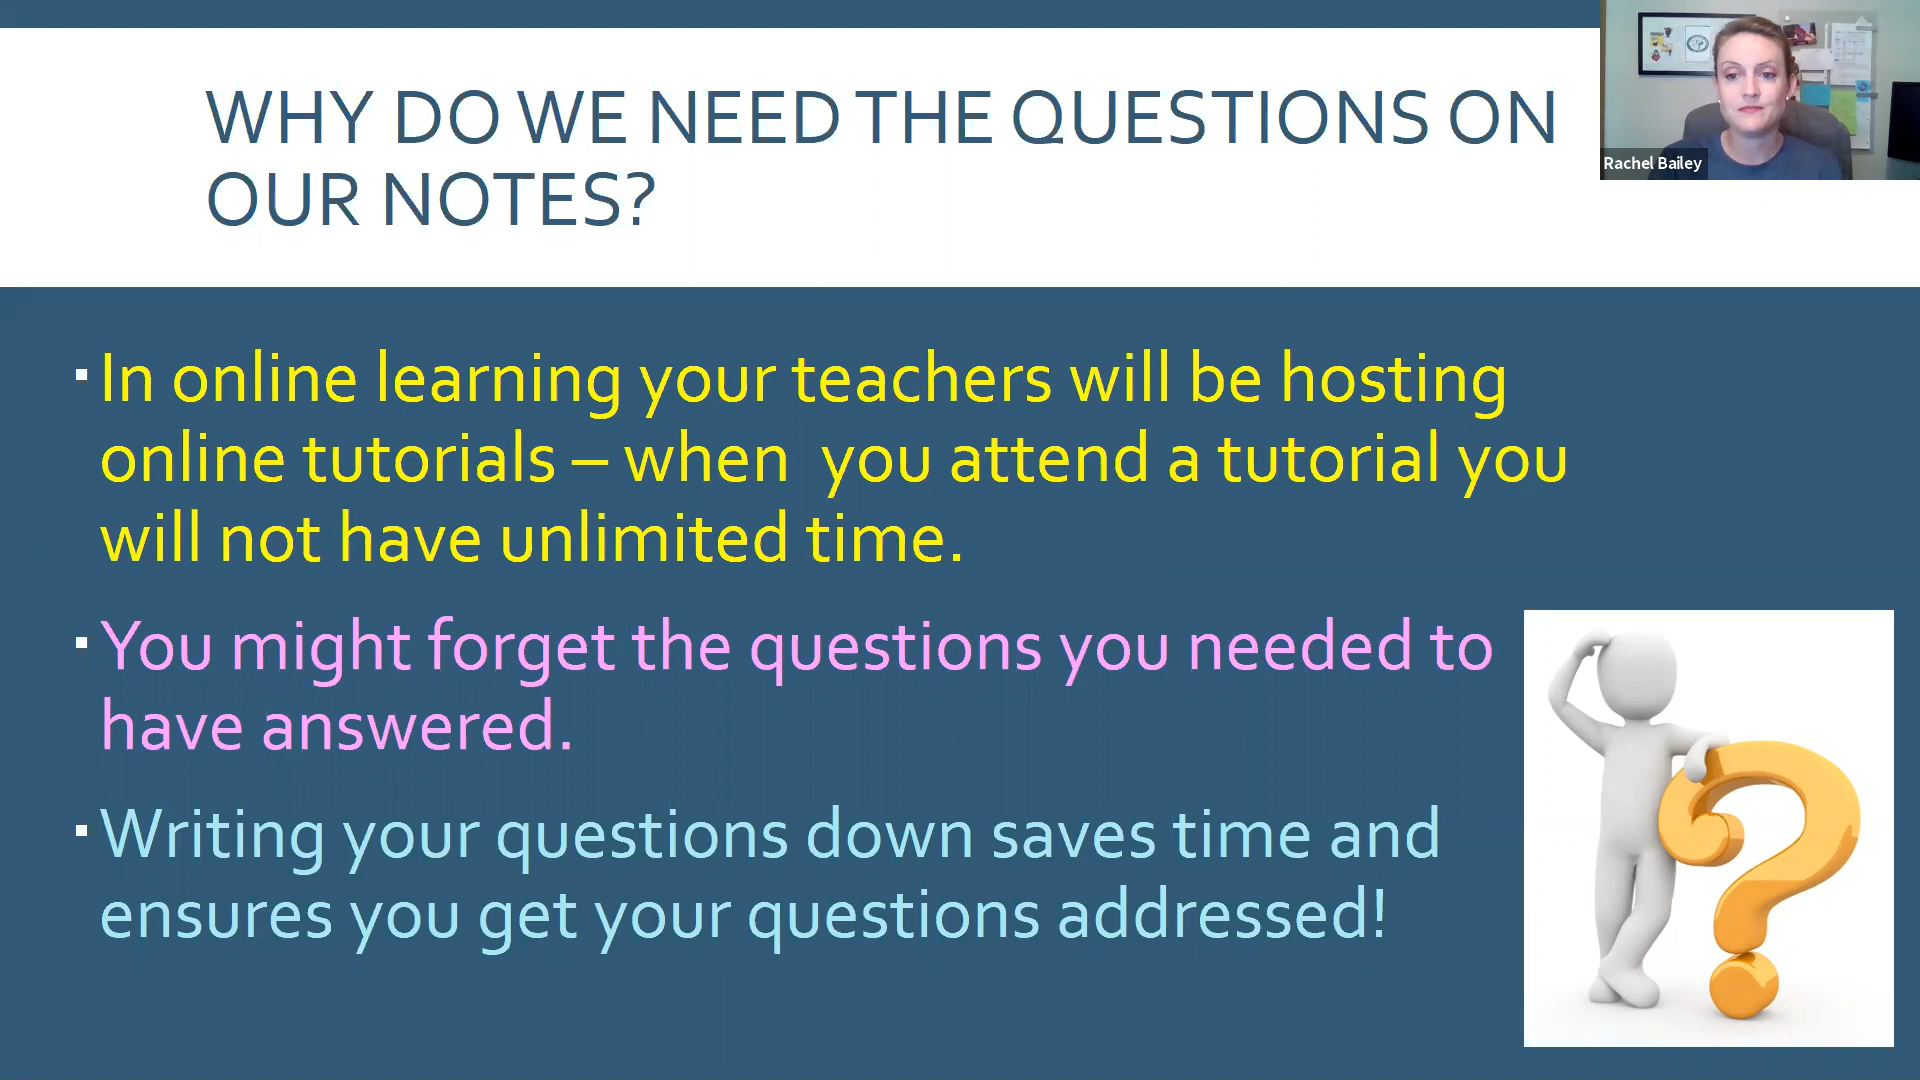 WHY DO WE NEED THE QUESTIONS ON
OUR NOTES?
Rachel Bailey
In online learning your teachers will be hosting
online tutorials – when  you attend a tutorial you
will not have unlimited time.
You might forget the questions you needed to
have answered.
Writing your questions down saves time and
ensures you get your questions addressed!